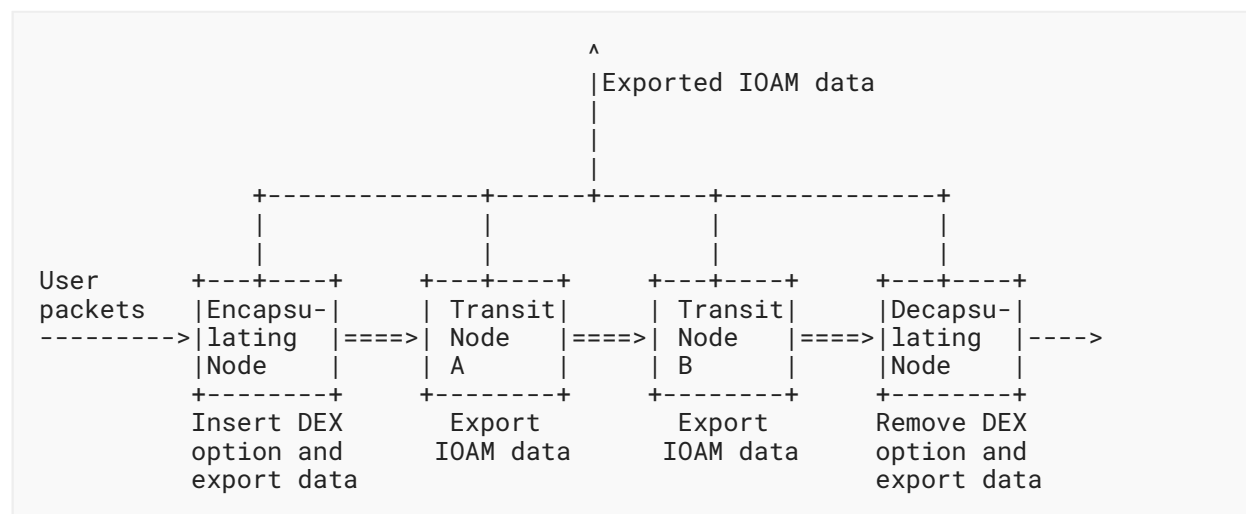 ^
|Exported IOAM data
|
|
|
+--------------+------+-------+--------------+
|              |              |              |
|              |              |              |
User      +---+----+     +---+----+     +---+----+     +---+----+
packets   |Encapsu-|     | Transit|     | Transit|     |Decapsu-|
--------->|lating  |====>| Node   |====>| Node   |====>|lating  |---->
|Node    |     | A      |     | B      |     |Node    |
+--------+     +--------+     +--------+     +--------+
Insert DEX       Export         Export       Remove DEX
option and      IOAM data      IOAM data     option and
export data                                  export data